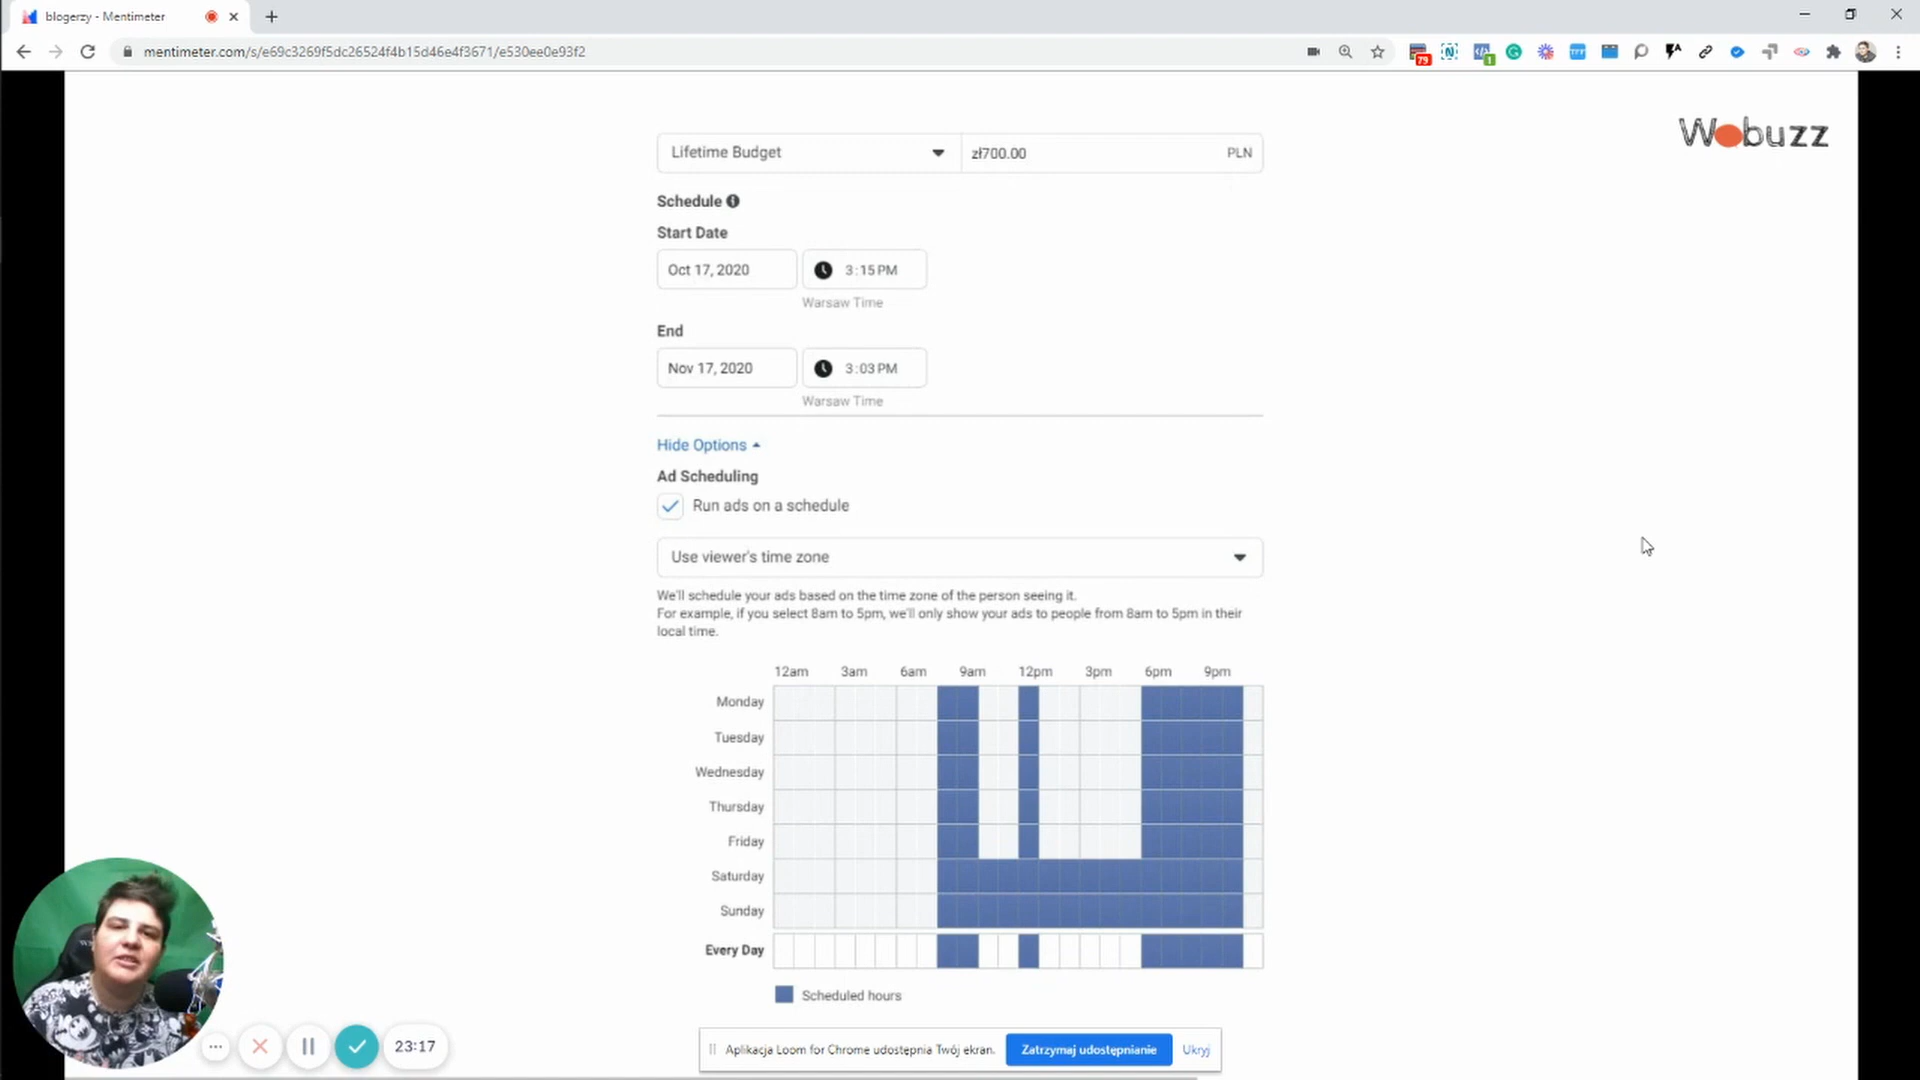 blogerzy - Mentimeter
mentimeter.com/s/e69c3269f5dc26524f4b15d46e4f3671/e530ee0e93f2
79
1
Wobuzz
Lifetime Budget zł700.00 PLN
Schedule
Start Date
Oct 17, 2020 3:15PM
Warsaw Time
End
Nov 17, 2020 3:03PM
Warsaw Time
Hide Options
Ad Scheduling
Run ads on a schedule
Use viewer's time zone
We'll schedule your ads based on the time zone of the person seeing it.
For example, if you select 8am to 5pm, we'll only show your ads to people from 8am to 5pm in their
local time.
12am 3am 6am 9am 12pm 3pm 6pm 9pm
Monday
Tuesday
Wednesday
Thursday
Friday
Saturday
Sunday
Every Day
Scheduled hours
23:17
Aplikacja Loom for Chrome udostępnia Twój ekran. Zatrzymaj udostępnianie Ukryj